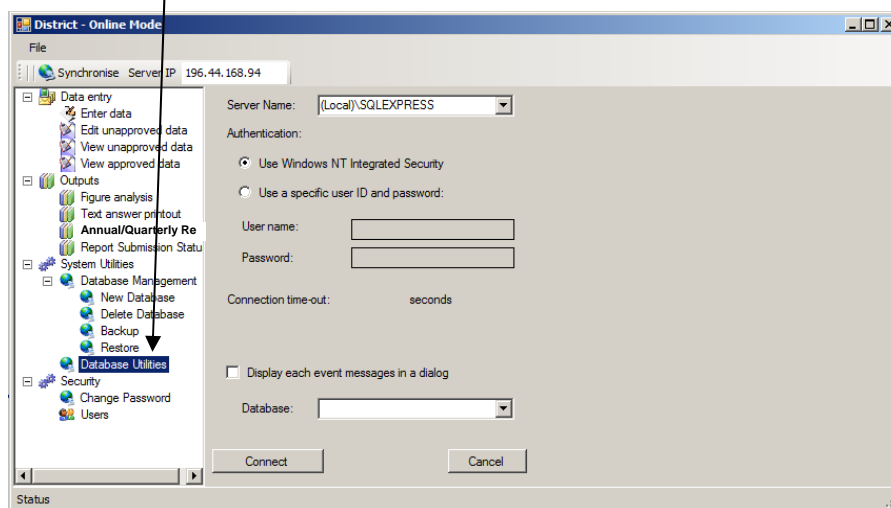 District - Online Mode
File
Synchronise Server IP 196.44.168.94
Data entry
Enter data
Edit unapproved data
View unapproved data
View approved data
Outputs
Figure analysis
Text answer printout
Annual/Quarterly Re
Report Submission Statu
System Utilities
Database Management
New Database
Delete Database
Backup
Restore
Database Utilities
Security
Change Password
Users
Server Name: (Local)\SQLEXPRESS
Authentication:
Use Windows NT Integrated Security
Use a specific user ID and password:
User name:
Password:
Connection time-out: seconds
Display each event messages in a dialog
Database:
Connect Cancel
Status